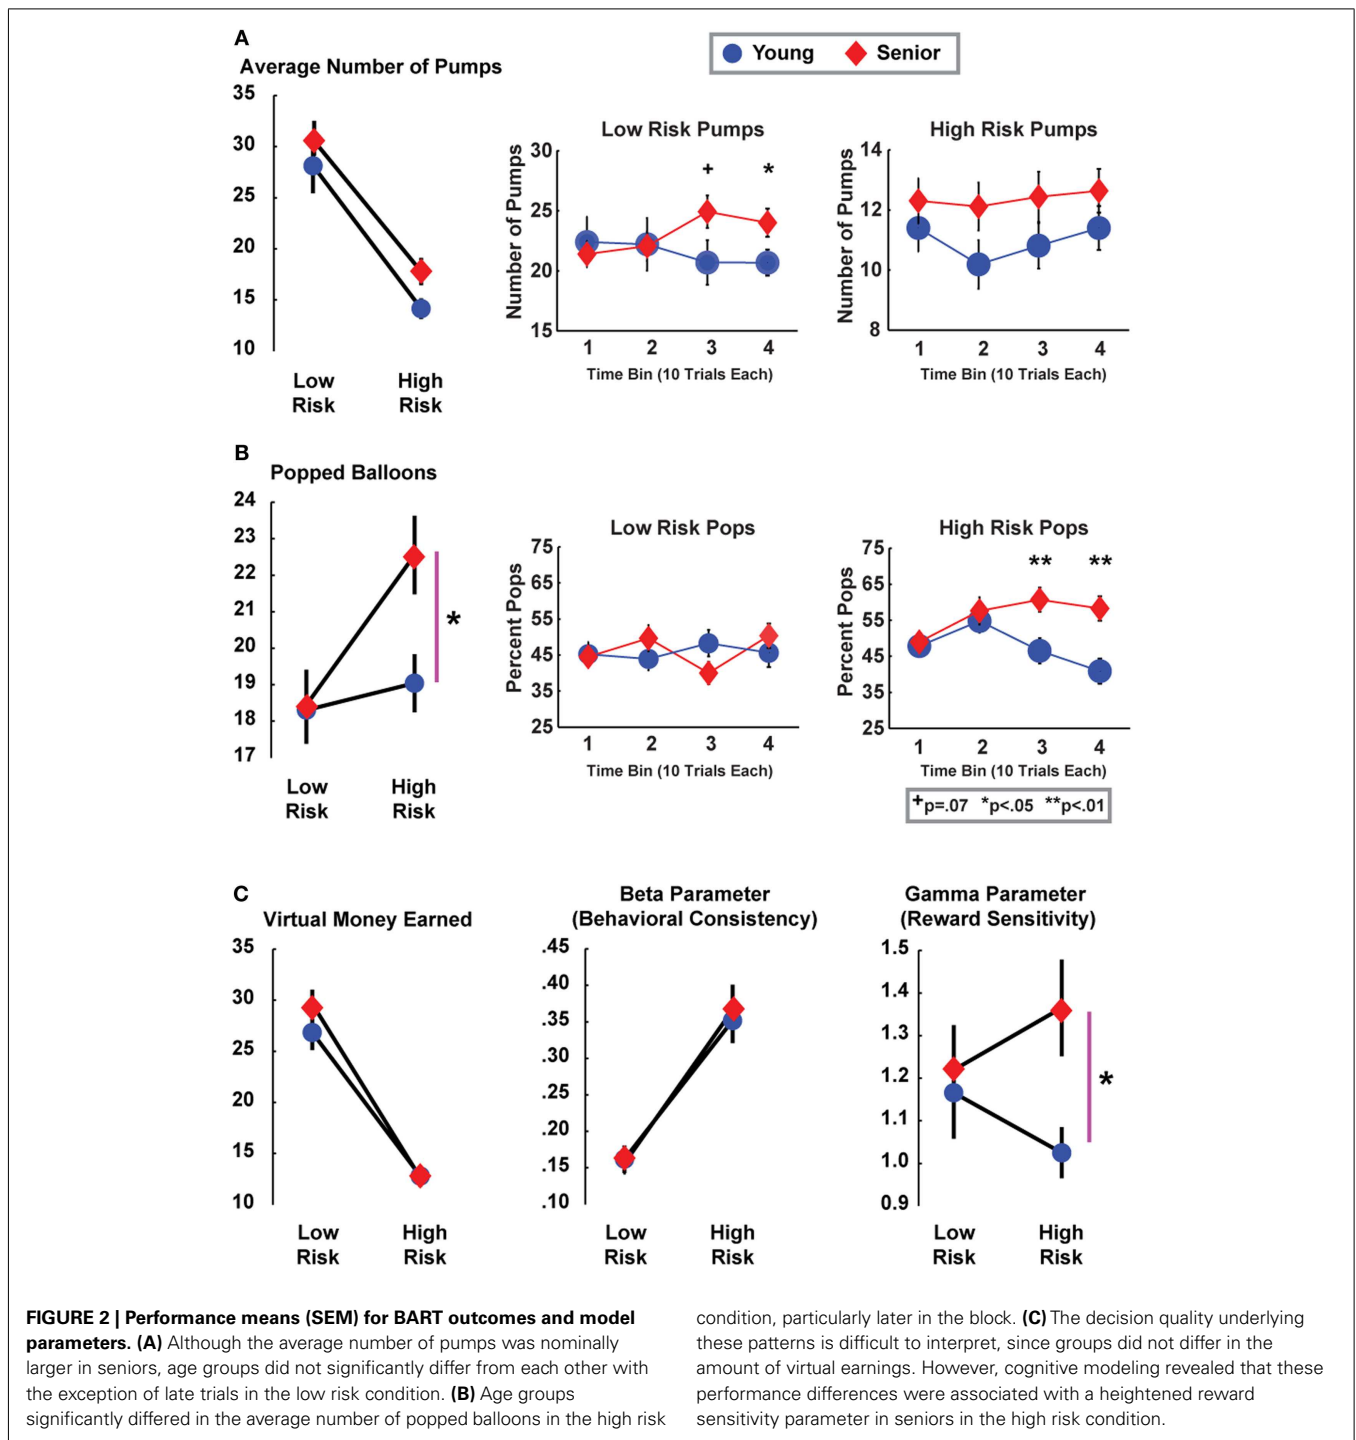 A
Average Number of Pumps
Young
Senior
35
30
25
20
15
10
Low
Risk
High
Risk
Low Risk Pumps
Number of Pumps
30
25
20
15
+
*
1 2 3 4
Time Bin (10 Trials Each)
High Risk Pumps
Number of Pumps
14
12
10
8
1 2 3 4
Time Bin (10 Trials Each)
B
Popped Balloons
24
23
22
21
20
19
18
17
*
Low
Risk
High
Risk
Low Risk Pops
Percent Pops
75
65
55
45
35
25
1 2 3 4
Time Bin (10 Trials Each)
High Risk Pops
Percent Pops
75
65
55
45
35
25
** **
1 2 3 4
Time Bin (10 Trials Each)
+p=.07 *p<.05 **p<.01
C
Virtual Money Earned
35
30
25
20
15
10
Low
Risk
High
Risk
Beta Parameter
(Behavioral Consistency)
.45
.40
.35
.30
.25
.20
.15
.10
Low
Risk
High
Risk
Gamma Parameter
(Reward Sensitivity)
1.5
1.4
1.3
1.2
1.1
1.0
0.9
*
Low
Risk
High
Risk
FIGURE 2 | Performance means (SEM) for BART outcomes and model
parameters. (A) Although the average number of pumps was nominally
larger in seniors, age groups did not significantly differ from each other with
the exception of late trials in the low risk condition. (B) Age groups
significantly differed in the average number of popped balloons in the high risk
condition, particularly later in the block. (C) The decision quality underlying
these patterns is difficult to interpret, since groups did not differ in the
amount of virtual earnings. However, cognitive modeling revealed that these
performance differences were associated with a heightened reward
sensitivity parameter in seniors in the high risk condition.